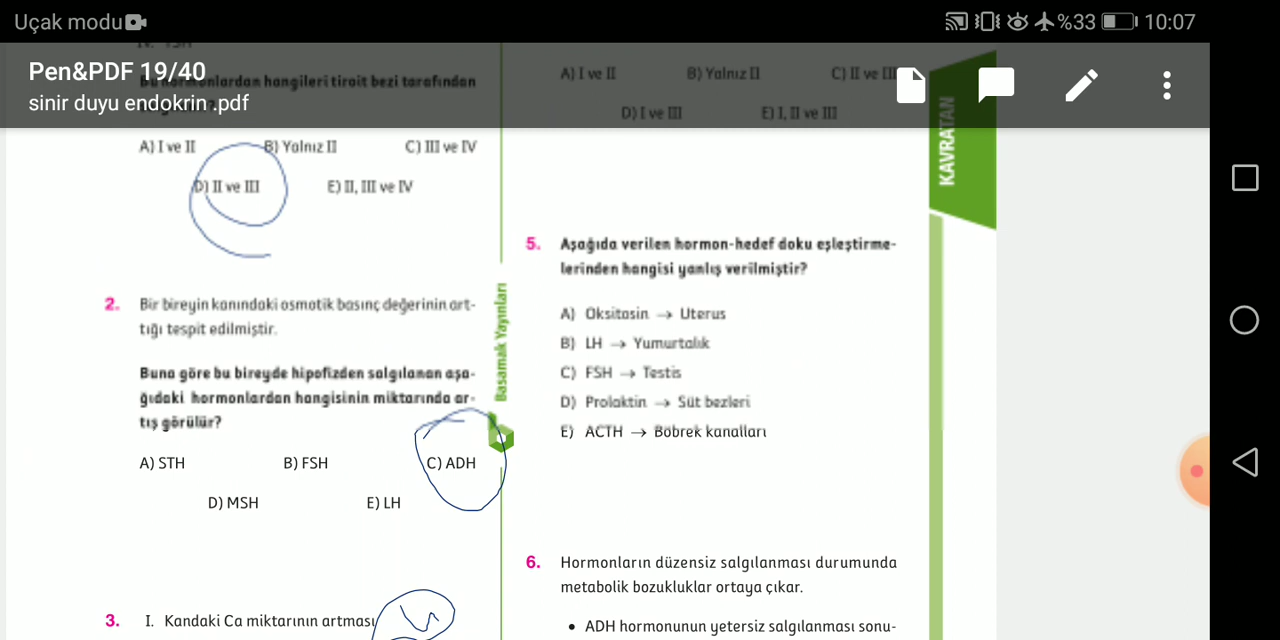 Uçak modu
%33 10:07
Pen&PDF 19/40
sinir duyu endokrin .pdf
IV. TSH
Bu hormonlardan hangileri tiroit bezi tarafından
A) I ve II B) Yalnız II C) III ve IV
D) II ve III E) II, III ve IV
2. Bir bireyin kanındaki osmotik basınç değerinin art-
tığı tespit edilmiştir.
Buna göre bu bireyde hipofizden salgılanan aşa-
ğıdaki hormonlardan hangisinin miktarında ar-
tış görülür?
A) STH B) FSH C) ADH
D) MSH E) LH
3. I. Kandaki Ca miktarının artması
Basamak Yayınları
A) I ve II B) Yalnız II C) II ve III
D) I ve III E) I, II ve III
5. Aşağıda verilen hormon-hedef doku eşleştirme-
lerinden hangisi yanlış verilmiştir?
A) Oksitosin → Uterus
B) LH → Yumurtalık
C) FSH → Testis
D) Prolaktin → Süt bezleri
E) ACTH → Böbrek kanalları
6. Hormonların düzensiz salgılanması durumunda
metabolik bozukluklar ortaya çıkar.
• ADH hormonunun yetersiz salgılanması sonu-
KAVRATAN